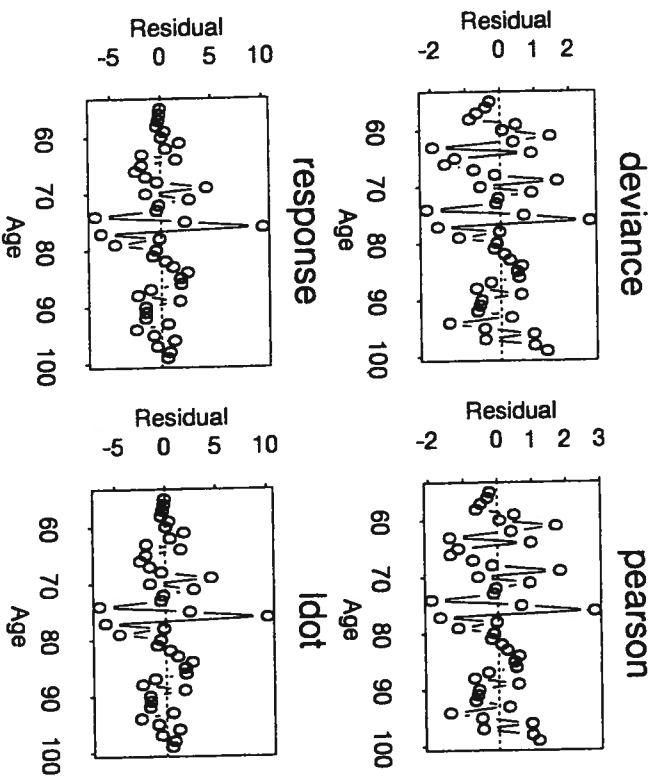 deviance
Residual
-2 0 1 2
60 70 80 90 100
Age
pearson
Residual
-2 0 1 2 3
60 70 80 90 100
Age
response
Residual
-5 0 5 10
60 70 80 90 100
Age
ldot
Residual
-5 0 5 10
60 70 80 90 100
Age